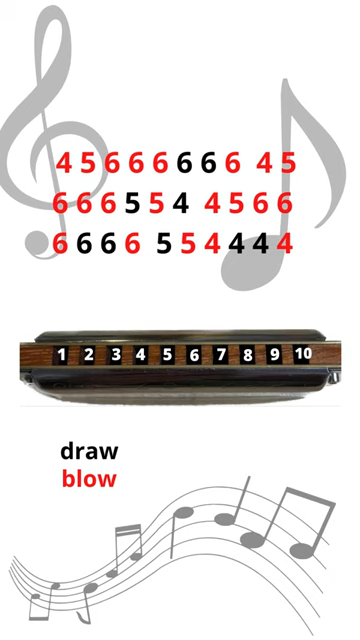 4 5 6 6 6 6 6 6 4 5
6 6 6 5 5 4 4 5 6 6
6 6 6 6 5 5 4 4 4 4
1 2 3 4 5 6 7 8 9 10
draw
blow